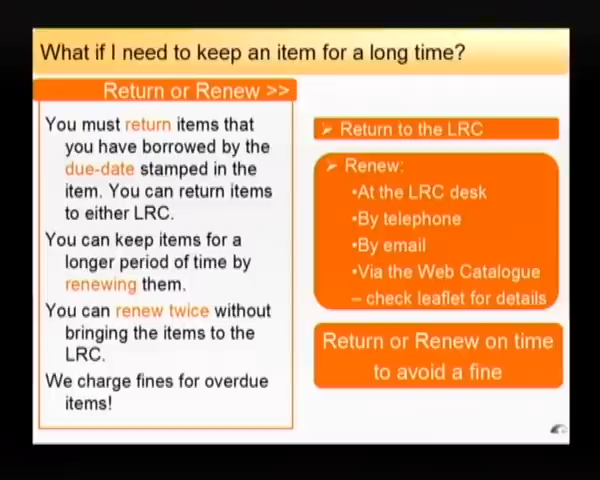 What if I need to keep an item for a long time?
Return or Renew >>
You must return items that
you have borrowed by the
due-date stamped in the
item. You can return items
to either LRC.
You can keep items for a
longer period of time by
renewing them.
You can renew twice without
bringing the items to the
LRC.
We charge fines for overdue
items!
➢ Return to the LRC
➢ Renew:
•At the LRC desk
•By telephone
•By email
•Via the Web Catalogue
– check leaflet for details
Return or Renew on time
to avoid a fine